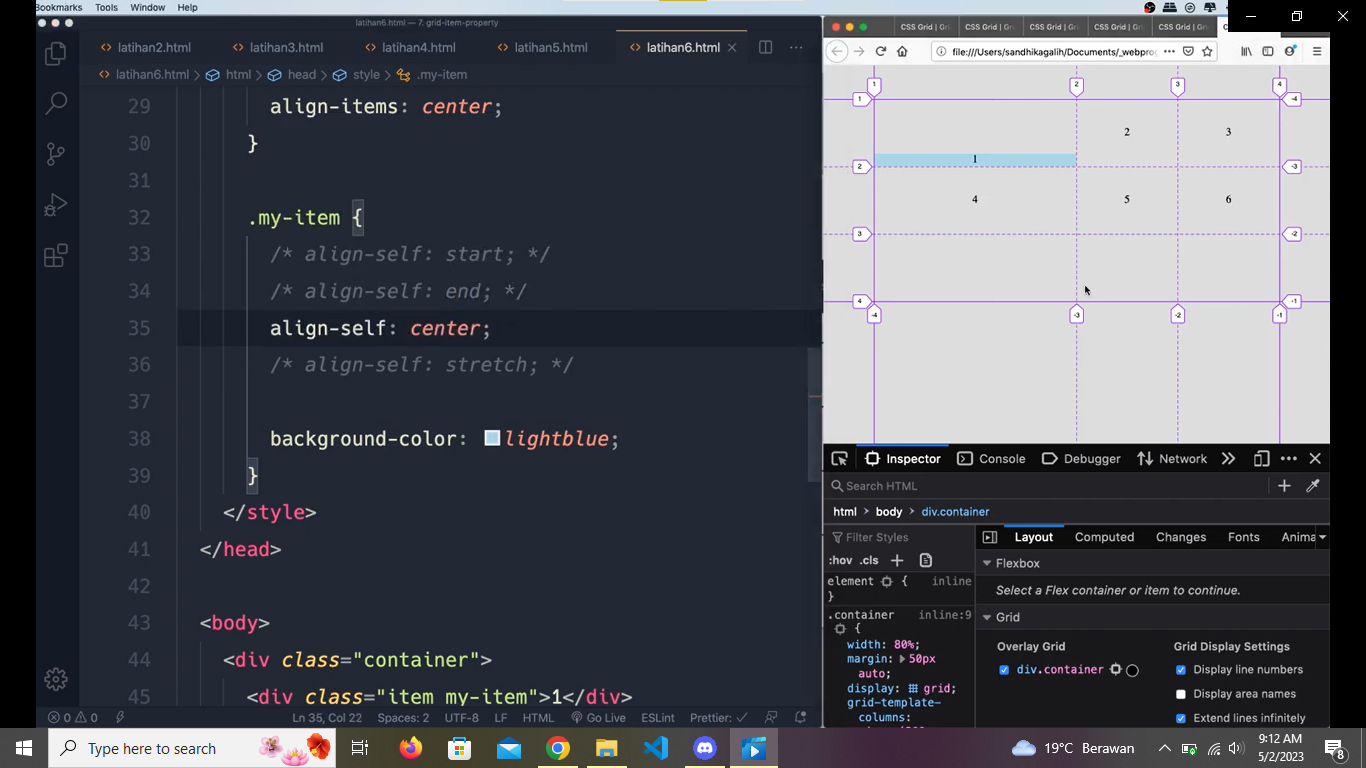 Bookmarks Tools Window Help
latihan6.html — 7. grid-item-property
latihan2.html latihan3.html latihan4.html latihan5.html latihan6.html
latihan6.html > html > head > style > .my-item
29 align-items: center;
30 }
31
32 .my-item {
33 /* align-self: start; */
34 /* align-self: end; */
35 align-self: center;
36 /* align-self: stretch; */
37
38 background-color: lightblue;
39 }
40 </style>
41 </head>
42
43 <body>
44 <div class="container">
45 <div class="item my-item">1</div>
0 0 Ln 35, Col 22 Spaces: 2 UTF-8 LF HTML Go Live ESLint Prettier: ✓
CSS Grid | Gri CSS Grid | Gri CSS Grid | Gri CSS Grid | Gri CSS Grid | Gri
file:///Users/sandhikagalih/Documents/_webprog
1 2 3 4
1 -4
2 3
1
2 -3
4 5 6
3 -2
4 -1
-4 -3 -2 -1
Inspector Console Debugger Network
Search HTML
html > body > div.container
Filter Styles
:hov .cls
element { inline
}
.container inline:9
{
width: 80%;
margin: 50px
auto;
display: grid;
grid-template-
columns:
Layout Computed Changes Fonts Anima
Flexbox
Select a Flex container or item to continue.
Grid
Overlay Grid Grid Display Settings
div.container Display line numbers
Display area names
Extend lines infinitely
Type here to search
19°C Berawan
9:12 AM
5/2/2023
8